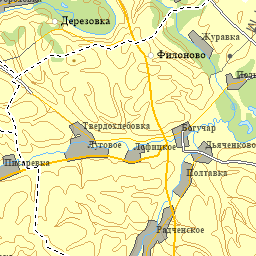 Дерезовка
Журавка
Филоново
Твердохлебовка
Богучар
Луговое
Лофицкое
Дьяченково
Писаревка
Полтавка
Радченское